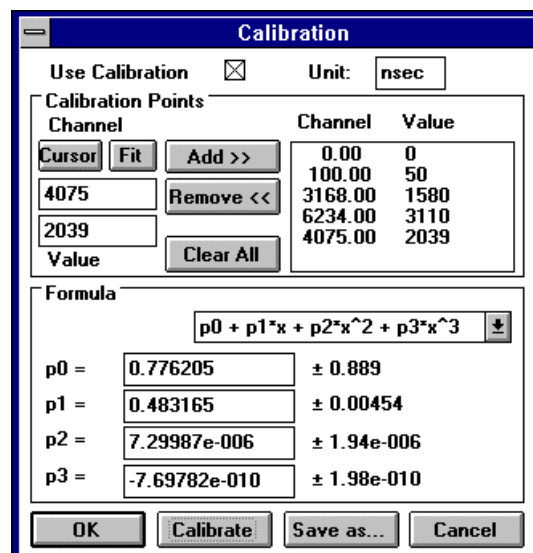 Calibration
Use Calibration Unit: nsec
Calibration Points
Channel
Cursor Fit Add >>
4075 Remove <<
2039
Value Clear All
Channel Value
0.00 0
100.00 50
3168.00 1580
6234.00 3110
4075.00 2039
Formula
p0 + p1*x + p2*x^2 + p3*x^3
p0 = 0.776205 ± 0.889
p1 = 0.483165 ± 0.00454
p2 = 7.29987e-006 ± 1.94e-006
p3 = -7.69782e-010 ± 1.98e-010
OK Calibrate Save as... Cancel